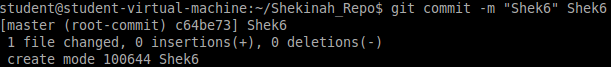 student@student-virtual-machine:~/Shekinah_Repo$ git commit -m "Shek6" Shek6
[master (root-commit) c64be73] Shek6
 1 file changed, 0 insertions(+), 0 deletions(-)
 create mode 100644 Shek6